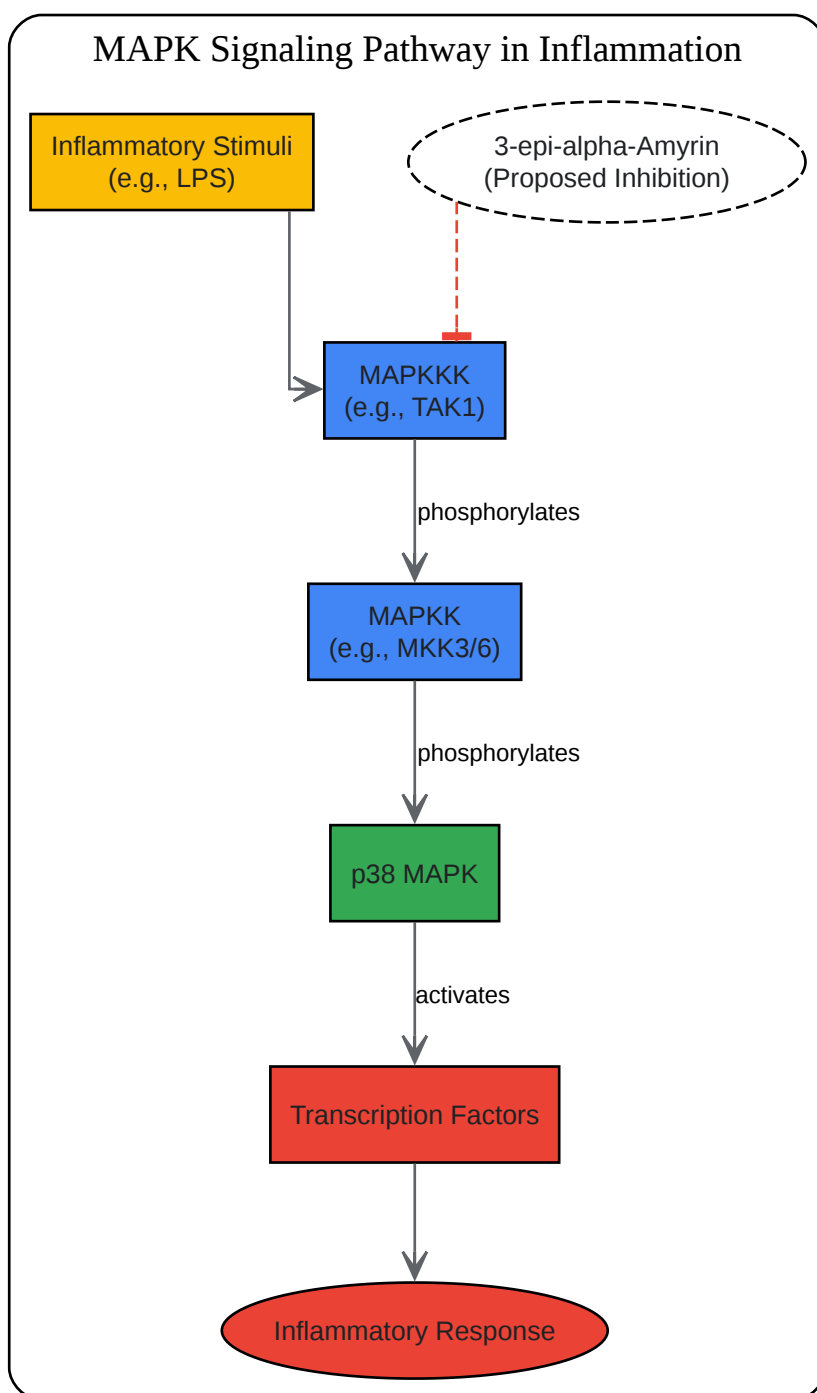 MAPK Signaling Pathway in Inflammation
Inflammatory Stimuli
(e.g., LPS)
3-epi-alpha-Amyrin
(Proposed Inhibition)
MAPKKK
(e.g., TAK1)
phosphorylates
MAPKK
(e.g., MKK3/6)
phosphorylates
p38 MAPK
activates
Transcription Factors
Inflammatory Response